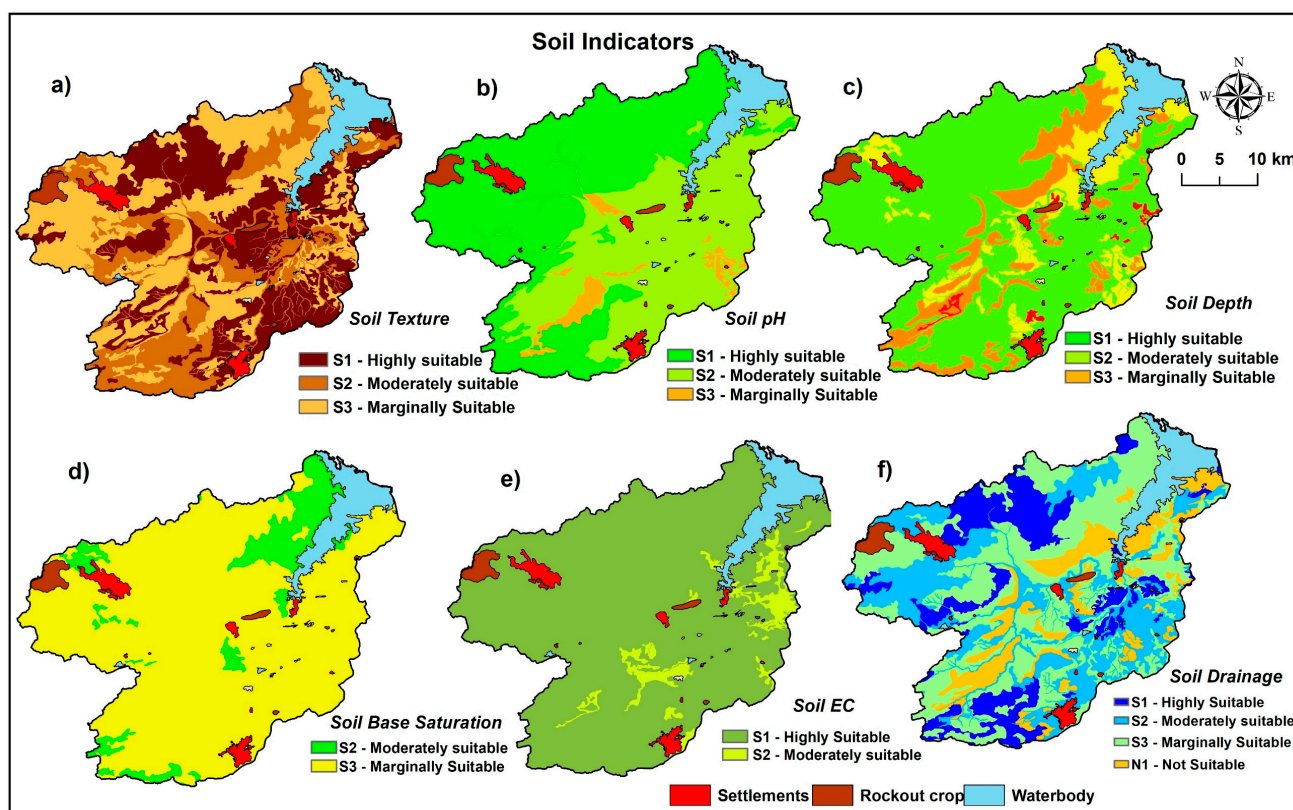 Soil Indicators
a)
b)
c)
N
W E
S
0 5 10 km
Soil Texture
S1 - Highly suitable
S2 - Moderately suitable
S3 - Marginally Suitable
Soil pH
S1 - Highly suitable
S2 - Moderately suitable
S3 - Marginally Suitable
Soil Depth
S1 - Highly suitable
S2 - Moderately suitable
S3 - Marginally Suitable
d)
e)
f)
Soil Base Saturation
S2 - Moderately suitable
S3 - Marginally Suitable
Soil EC
S1 - Highly Suitable
S2 - Moderately suitable
Soil Drainage
S1 - Highly Suitable
S2 - Moderately suitable
S3 - Marginally Suitable
N1 - Not Suitable
Settlements Rockout crop Waterbody